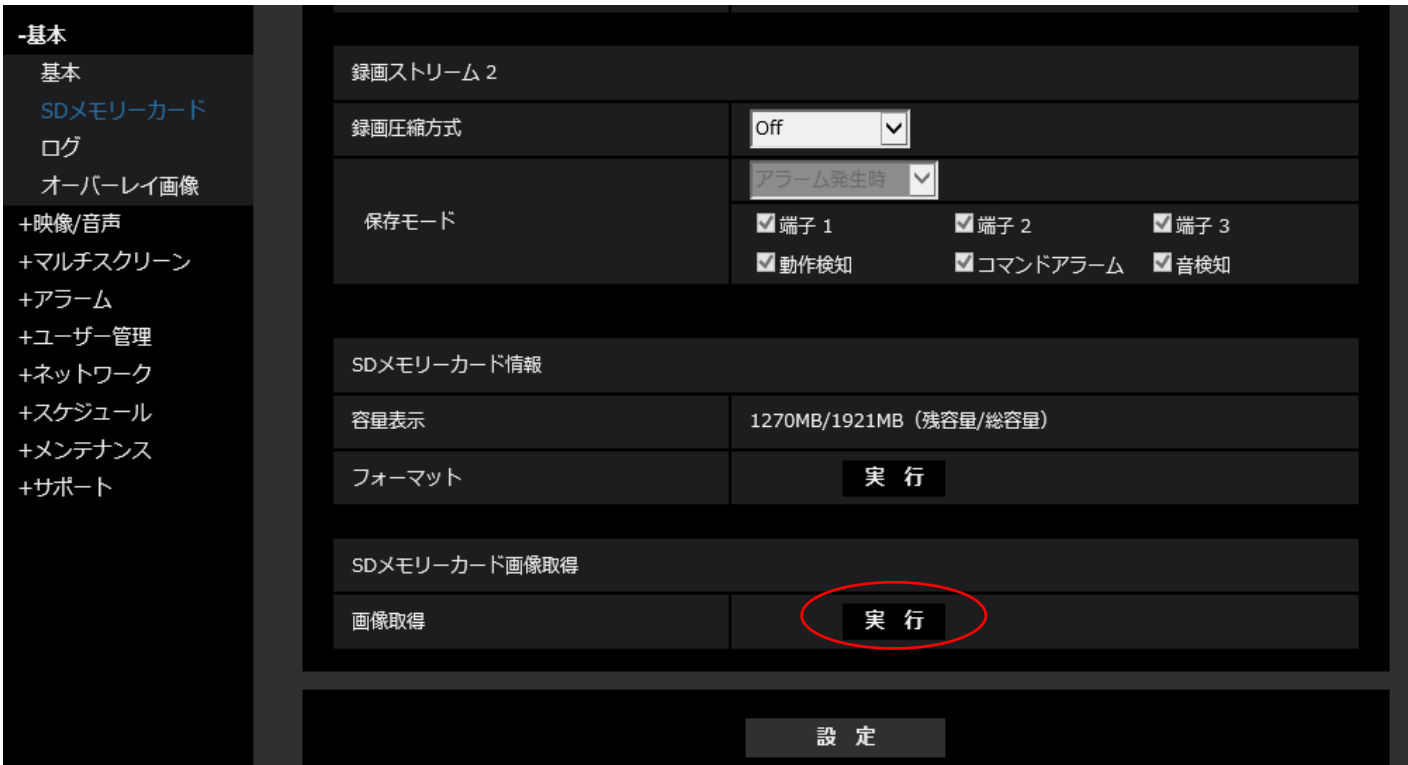 -基本
基本
SDメモリーカード
ログ
オーバーレイ画像
+映像/音声
+マルチスクリーン
+アラーム
+ユーザー管理
+ネットワーク
+スケジュール
+メンテナンス
+サポート
録画ストリーム 2
録画圧縮方式 Off
保存モード アラーム発生時
端子 1 端子 2 端子 3
動作検知 コマンドアラーム 音検知
SDメモリーカード情報
容量表示 1270MB/1921MB（残容量/総容量）
フォーマット 実 行
SDメモリーカード画像取得
画像取得 実 行
設 定